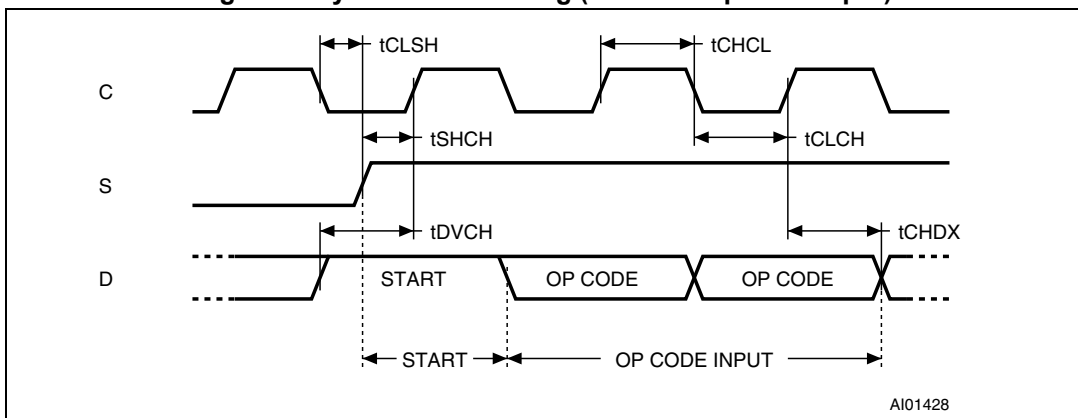 tCLSH
tCHCL
C
tSHCH
tCLCH
S
tDVCH
tCHDX
D
START
OP CODE
OP CODE
START
OP CODE INPUT
AI01428